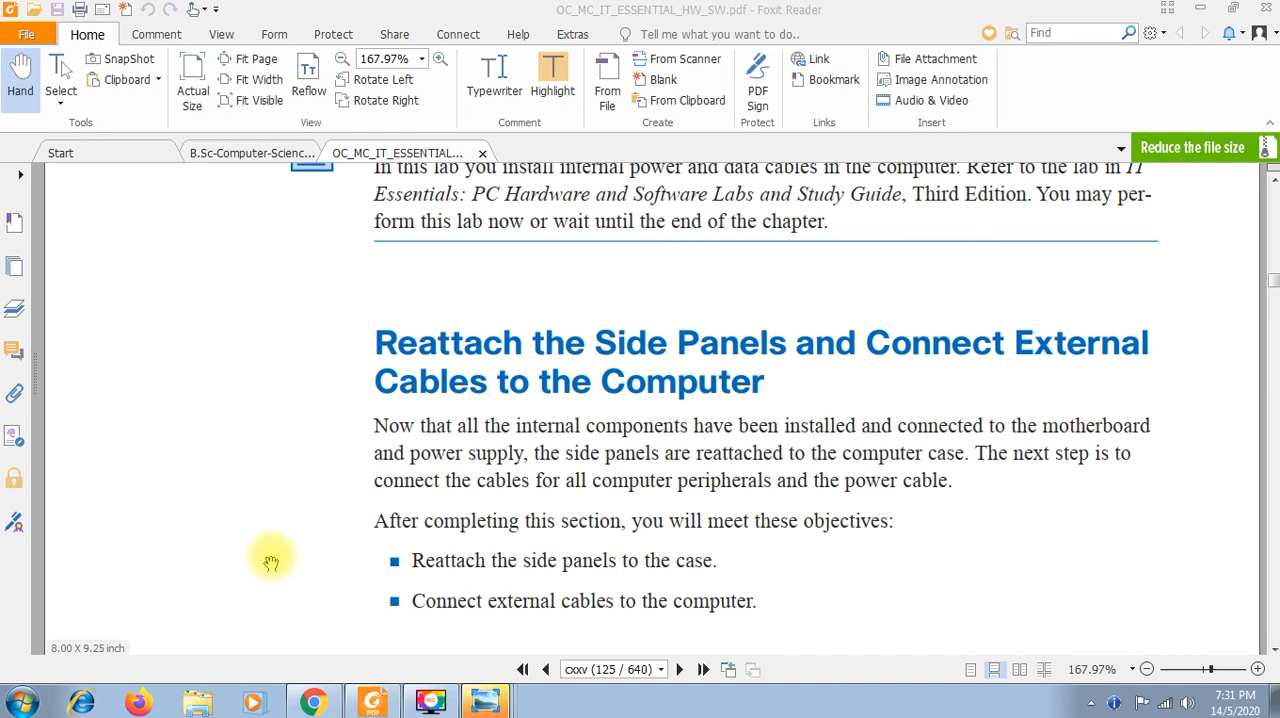 OC_MC_IT_ESSENTIAL_HW_SW.pdf - Foxit Reader
File Home Comment View Form Protect Share Connect Help Extras Tell me what you want to do.. Find
Hand
Select
SnapShot
Clipboard
Tools
Actual Size
Fit Page
Fit Width
Fit Visible
Reflow
167.97%
Rotate Left
Rotate Right
View
Typewriter
Highlight
Comment
From File
From Scanner
Blank
From Clipboard
Create
PDF Sign
Protect
Link
Bookmark
Links
File Attachment
Image Annotation
Audio & Video
Insert
Start B.Sc-Computer-Scienc... OC_MC_IT_ESSENTIAL... Reduce the file size
In this lab you install internal power and data cables in the computer. Refer to the lab in IT
Essentials: PC Hardware and Software Labs and Study Guide, Third Edition. You may per-
form this lab now or wait until the end of the chapter.
Reattach the Side Panels and Connect External
Cables to the Computer
Now that all the internal components have been installed and connected to the motherboard
and power supply, the side panels are reattached to the computer case. The next step is to
connect the cables for all computer peripherals and the power cable.
After completing this section, you will meet these objectives:
■ Reattach the side panels to the case.
■ Connect external cables to the computer.
8.00 X 9.25 inch
cxxv (125 / 640) 167.97%
PDF REC 7:31 PM
14/5/2020